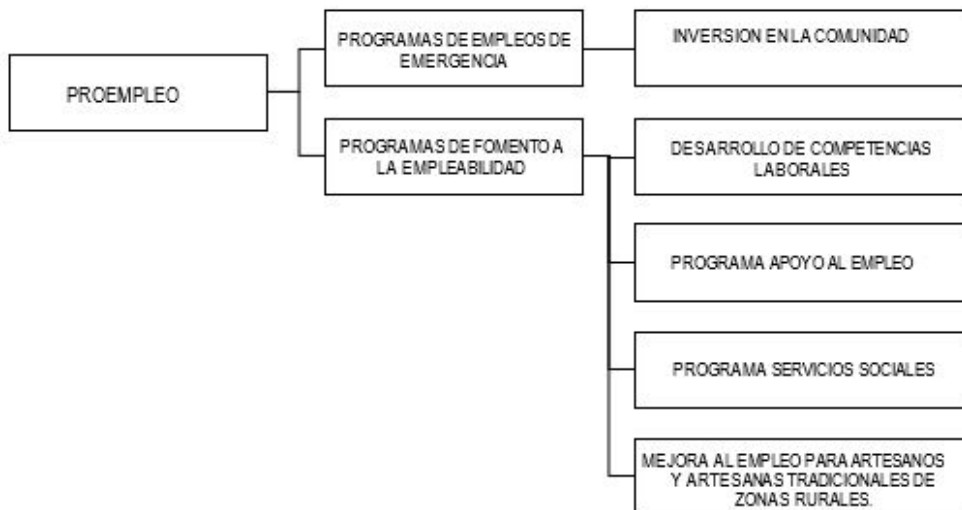 PROEMPLEO
PROGRAMAS DE EMPLEOS DE
EMERGENCIA
INVERSION EN LA COMUNIDAD
PROGRAMAS DE FOMENTO A
LA EMPLEABILIDAD
DESARROLLO DE COMPETENCIAS
LABORALES
PROGRAMA APOYO AL EMPLEO
PROGRAMA SERVICIOS SOCIALES
MEJORA AL EMPLEO PARA ARTESANOS
Y ARTESANAS TRADICIONALES DE
ZONAS RURALES.